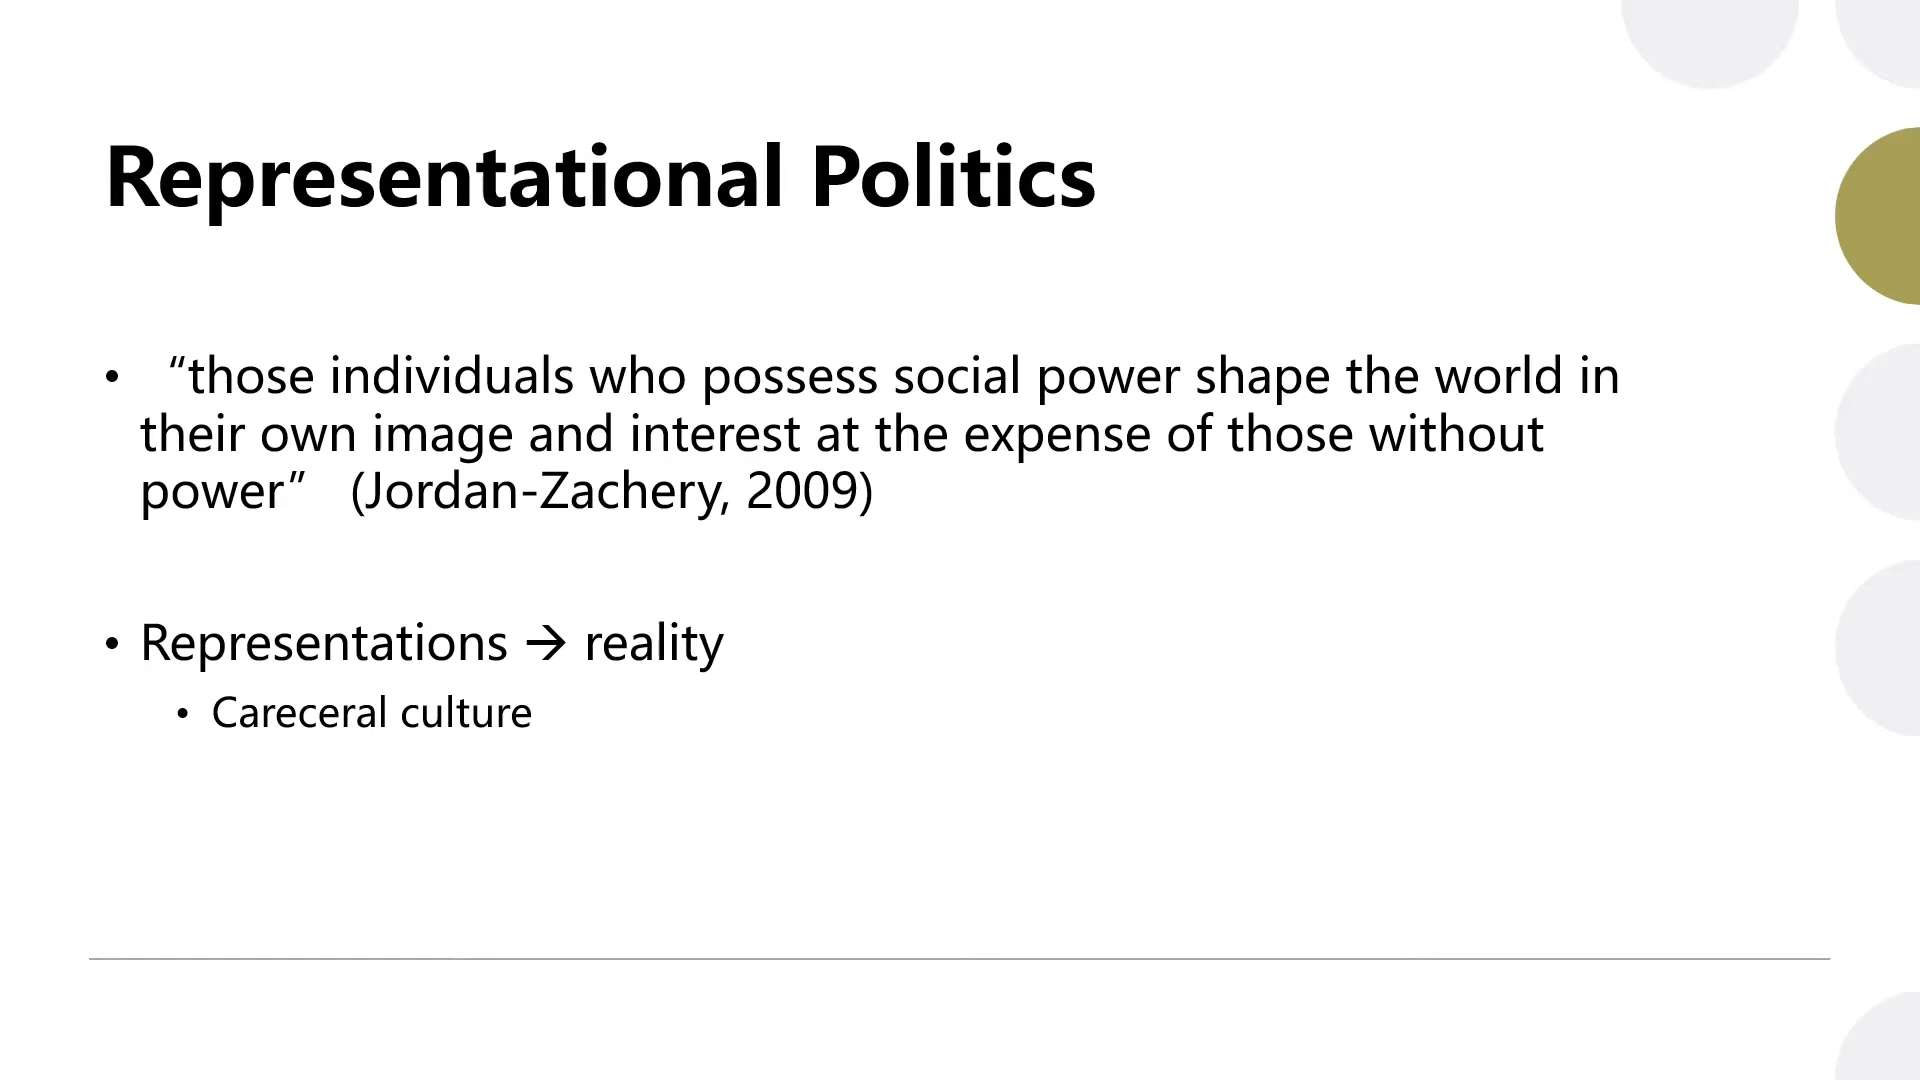 Representational Politics
• “those individuals who possess social power shape the world in
their own image and interest at the expense of those without
power” (Jordan-Zachery, 2009)
• Representations → reality
• Careceral culture